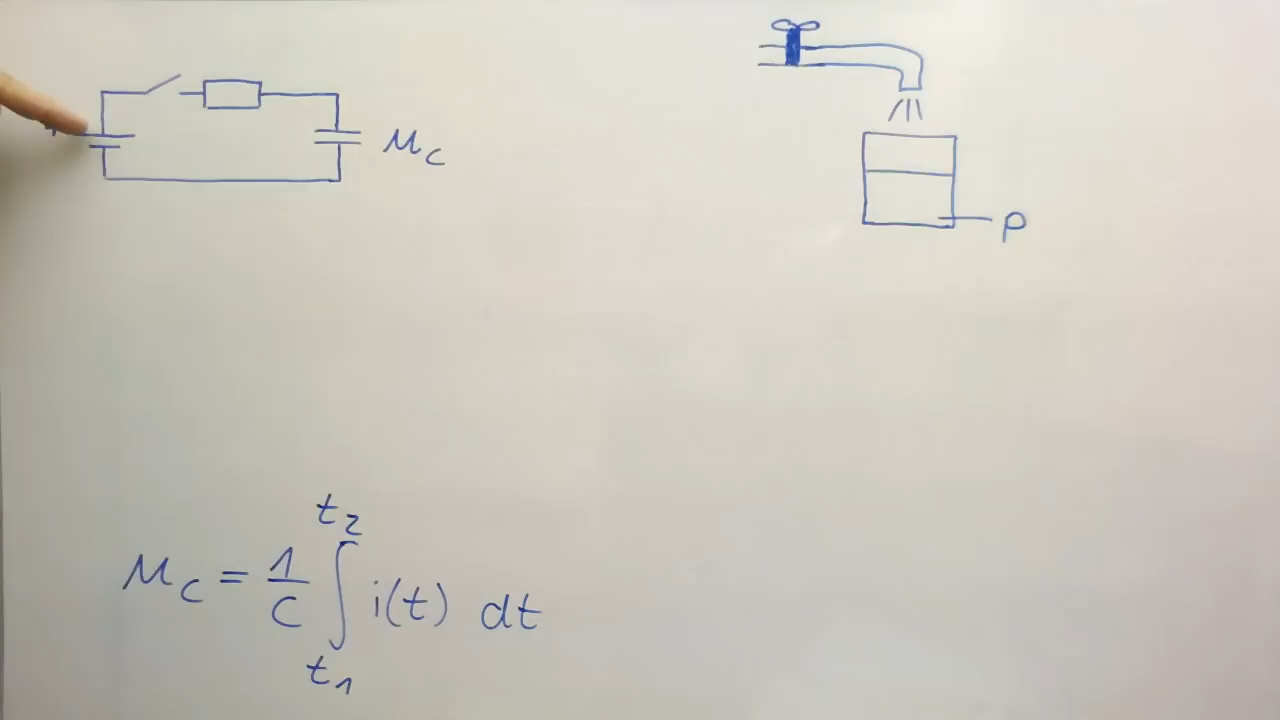 +
u_C
p
u_C = 1/C ∫_{t_1}^{t_2} i(t) dt